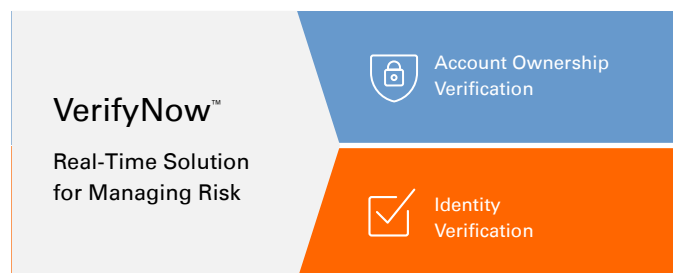 VerifyNow™
Real-Time Solution
for Managing Risk
Account Ownership
Verification
Identity
Verification